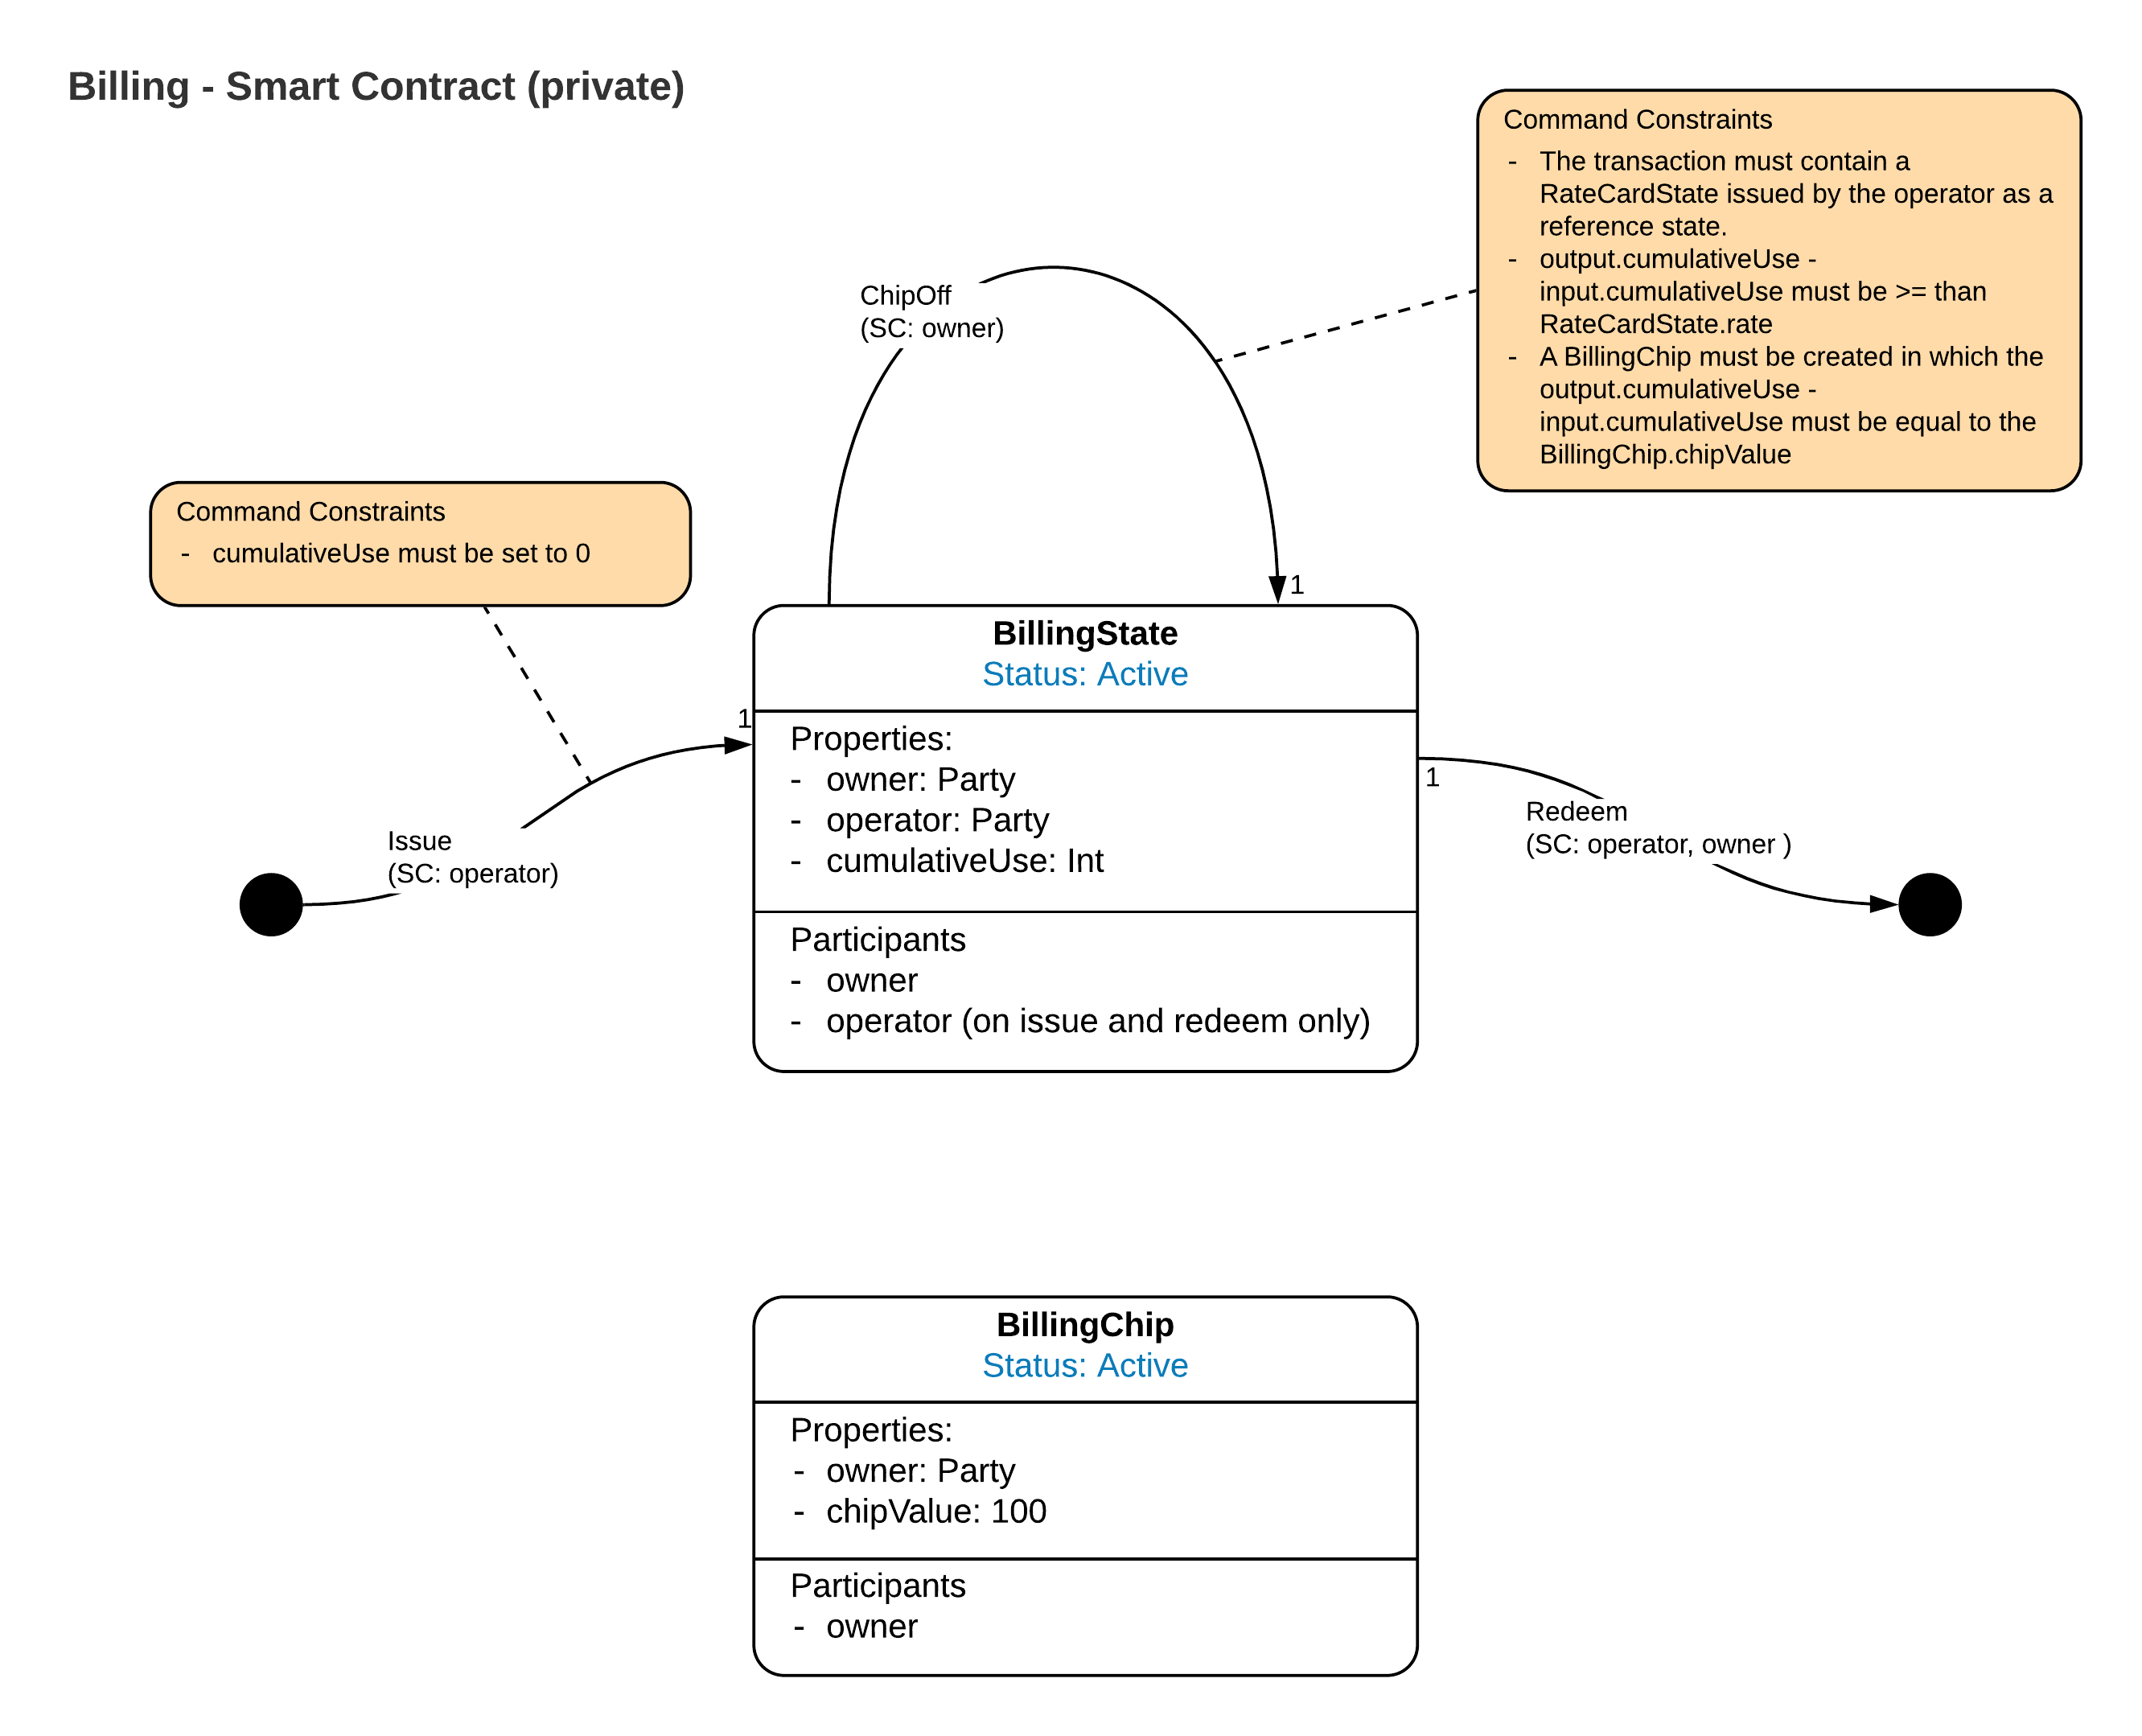 Billing - Smart Contract (private)
Command Constraints
- The transaction must contain a
RateCardState issued by the operator as a
reference state.
- output.cumulativeUse -
input.cumulativeUse must be >= than
RateCardState.rate
- A BillingChip must be created in which the
output.cumulativeUse -
input.cumulativeUse must be equal to the
BillingChip.chipValue
ChipOff
(SC: owner)
Command Constraints
- cumulativeUse must be set to 0
1
BillingState
Status: Active
1
Properties:
- owner: Party
- operator: Party
- cumulativeUse: Int
1
Issue
(SC: operator)
Redeem
(SC: operator, owner )
Participants
- owner
- operator (on issue and redeem only)
BillingChip
Status: Active
Properties:
- owner: Party
- chipValue: 100
Participants
- owner